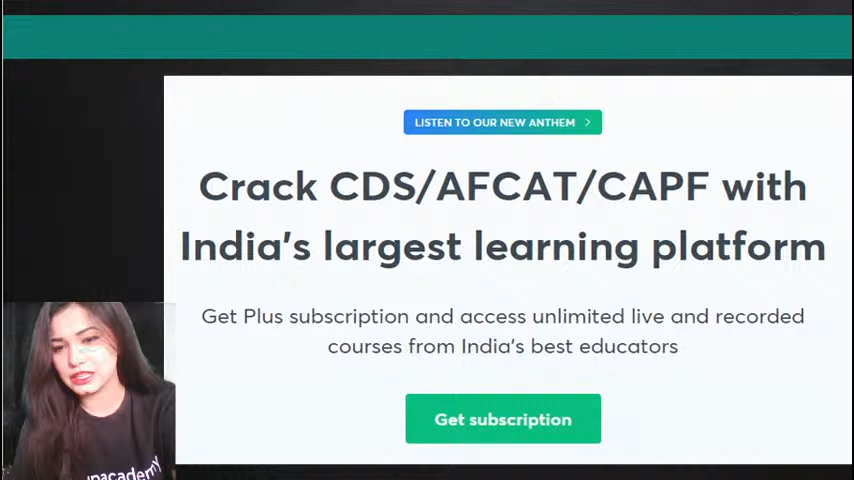 LISTEN TO OUR NEW ANTHEM >
Crack CDS/AFCAT/CAPF with
India's largest learning platform
Get Plus subscription and access unlimited live and recorded
courses from India's best educators
Get subscription
unacademy